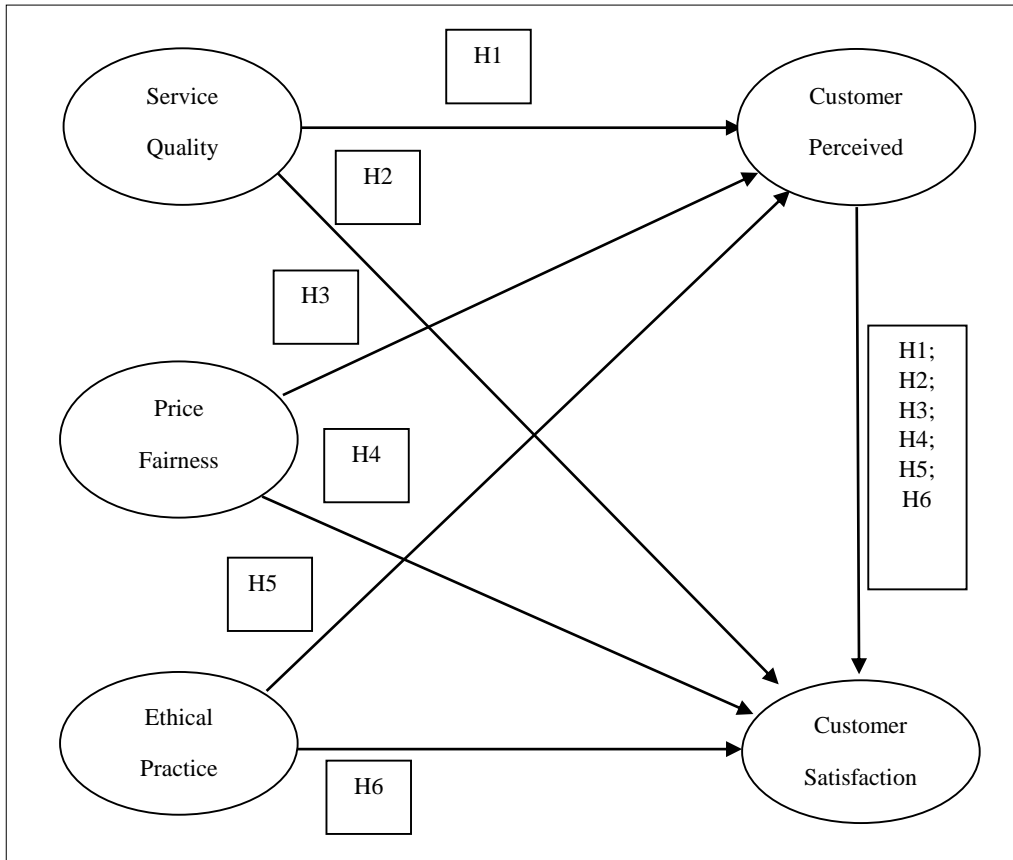 H1
Service
Quality
Customer
Perceived
H2
H3
H1;
H2;
H3;
H4;
H5;
H6
Price
Fairness
H4
H5
Ethical
Practice
Customer
Satisfaction
H6